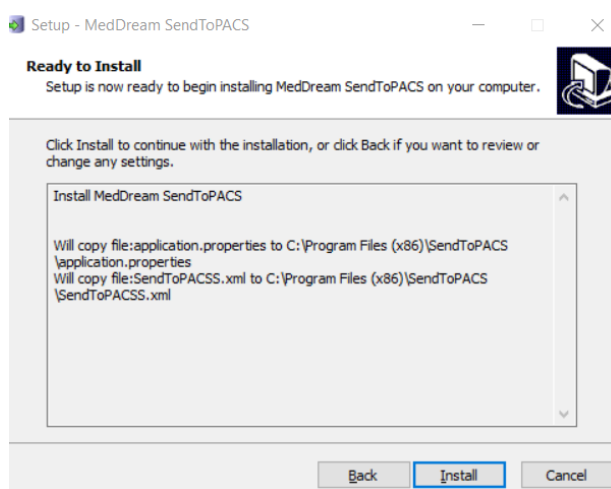 Setup - MedDream SendToPACS
Ready to Install
Setup is now ready to begin installing MedDream SendToPACS on your computer.
Click Install to continue with the installation, or click Back if you want to review or
change any settings.
Install MedDream SendToPACS
Will copy file:application.properties to C:\Program Files (x86)\SendToPACS
\application.properties
Will copy file:SendToPACSS.xml to C:\Program Files (x86)\SendToPACS
\SendToPACSS.xml
Back
Install
Cancel